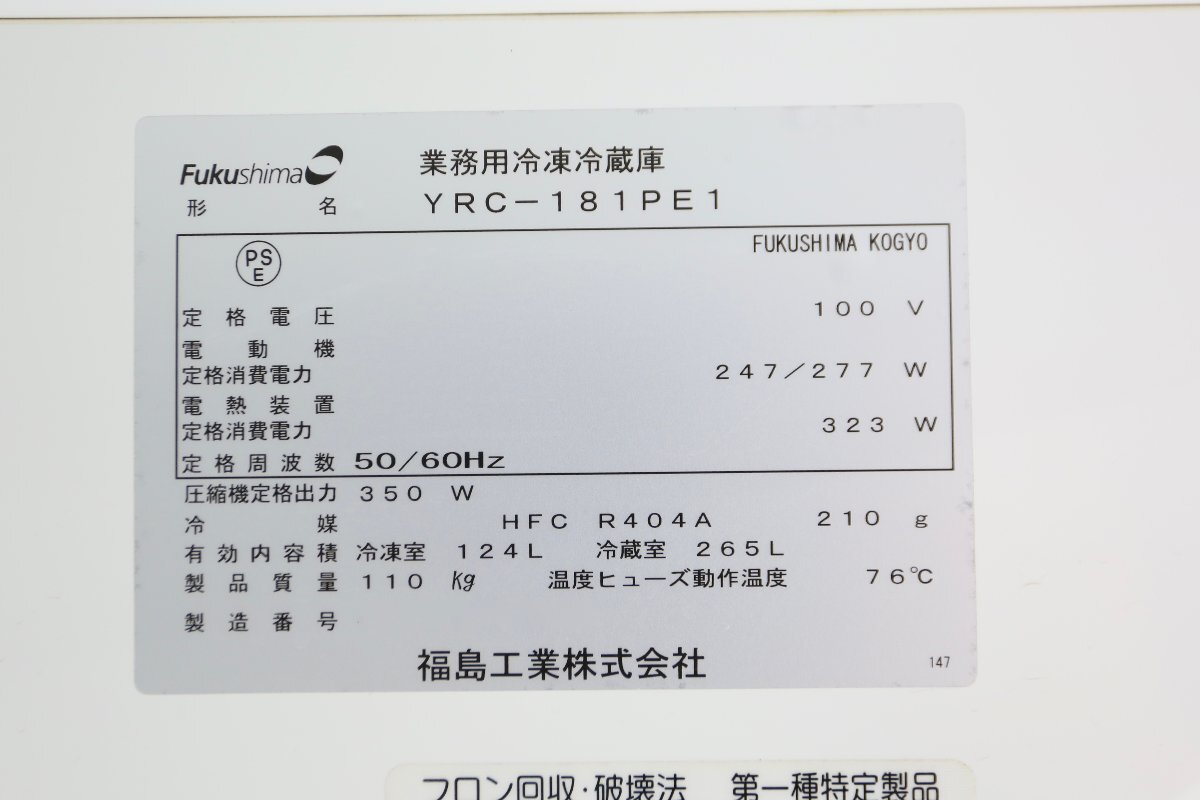 Fukushima
業務用冷凍冷蔵庫
形名 YRC-181PE1
PSE
FUKUSHIMA KOGYO
定格電圧 100 V
電動機
定格消費電力 247/277 W
電熱装置
定格消費電力 323 W
定格周波数 50/60Hz
圧縮機定格出力 350 W
冷媒 HFC R404A 210 g
有効内容積 冷凍室 124L 冷蔵室 265L
製品質量 110 kg 温度ヒューズ動作温度 76℃
製造番号
福島工業株式会社
147
フロン回収・破壊法 第一種特定製品